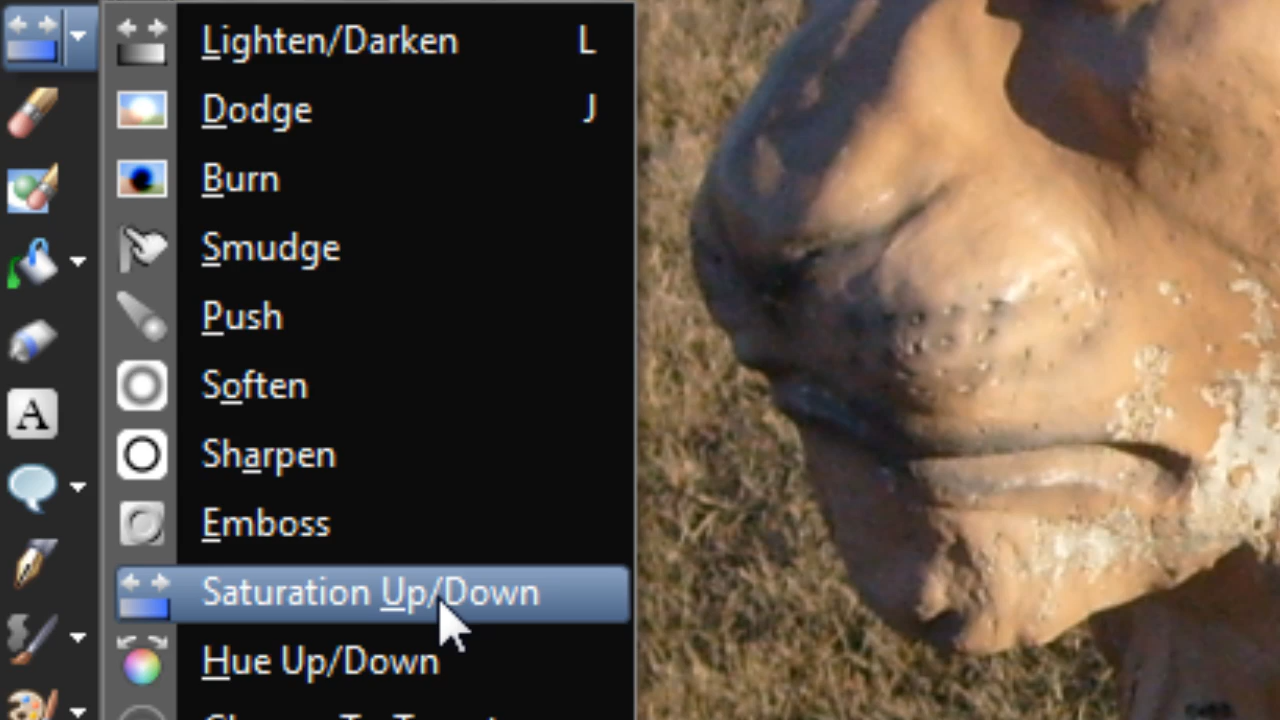 Lighten/Darken L
Dodge J
Burn
Smudge
Push
Soften
Sharpen
A
Emboss
Saturation Up/Down
Hue Up/Down